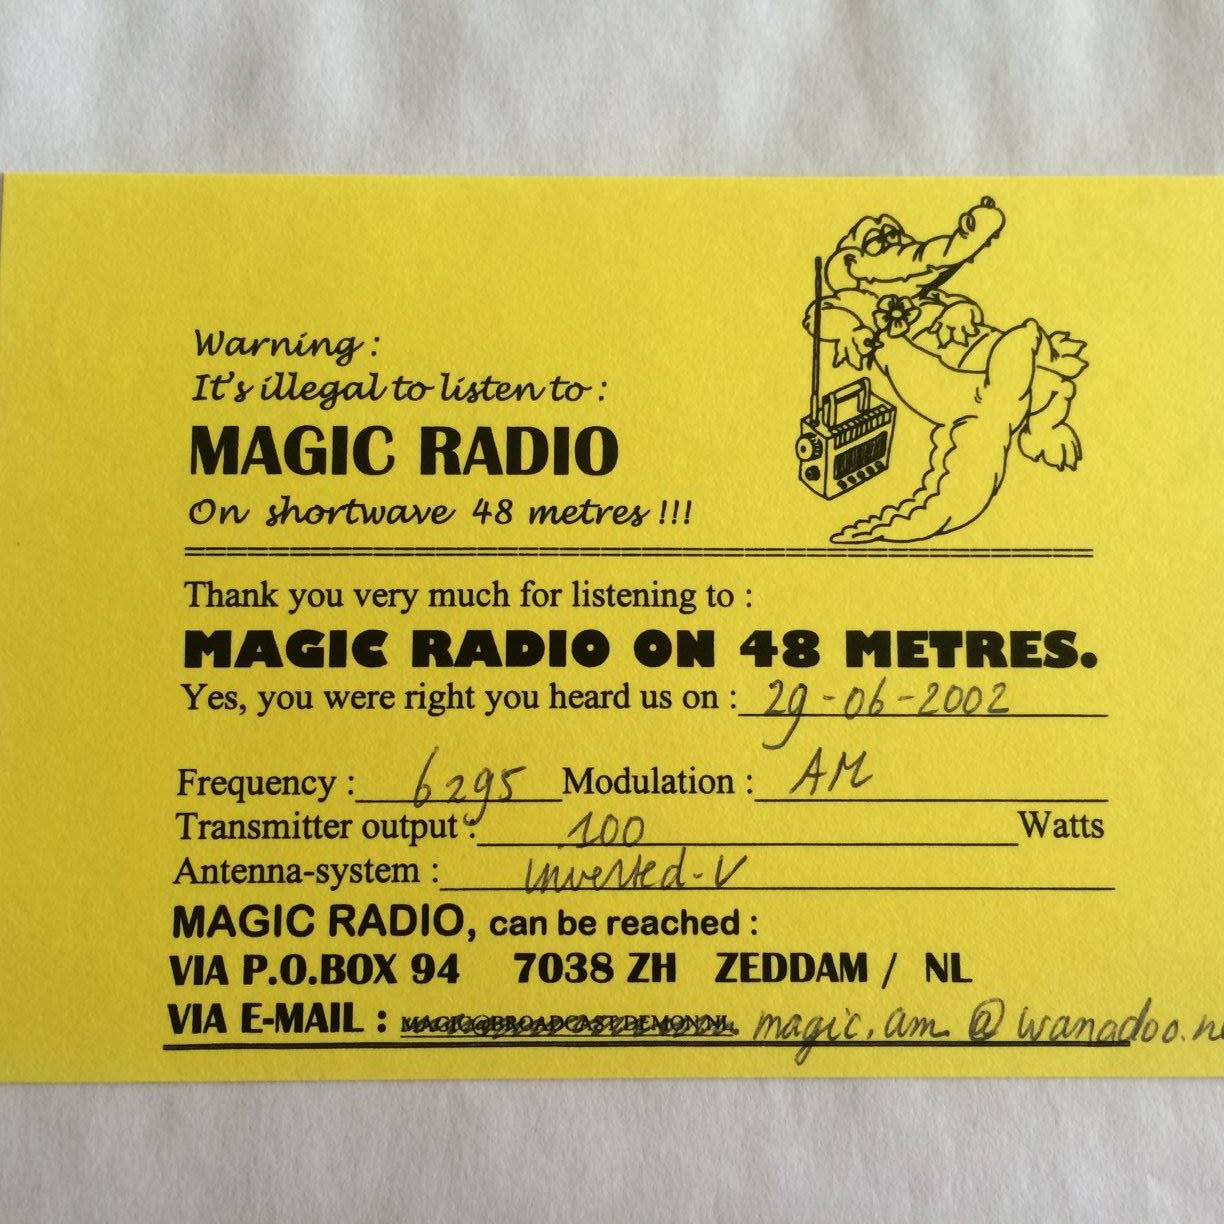 Warning :
It's illegal to listen to :
MAGIC RADIO
On shortwave 48 metres !!!
Thank you very much for listening to :
MAGIC RADIO ON 48 METRES.
Yes, you were right you heard us on : 29-06-2002
Frequency : 6295 Modulation : AM
Transmitter output : 100 Watts
Antenna-system : inverted-V
MAGIC RADIO, can be reached :
VIA P.O.BOX 94 7038 ZH ZEDDAM / NL
VIA E-MAIL : MAGIC@BROADCAST.DEMON.NL. magic.am @ wanadoo.n